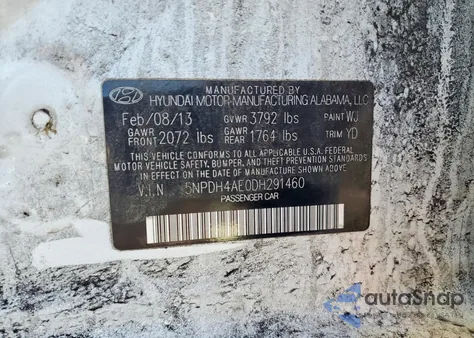 MANUFACTURED BY
HYUNDAI MOTOR MANUFACTURING ALABAMA, LLC
Feb/08/13 GVWR 3792 lbs PAINT WJ
GAWR FRONT 2072 lbs GAWR REAR 1764 lbs TRIM YD
THIS VEHICLE CONFORMS TO ALL APPLICABLE U.S.A. FEDERAL
MOTOR VEHICLE SAFETY, BUMPER, AND THEFT PREVENTION STANDARDS
IN EFFECT ON THE DATE OF MANUFACTURE SHOWN ABOVE.
V.I.N 5NPDH4AE0DH291460
PASSENGER CAR
autoSnap